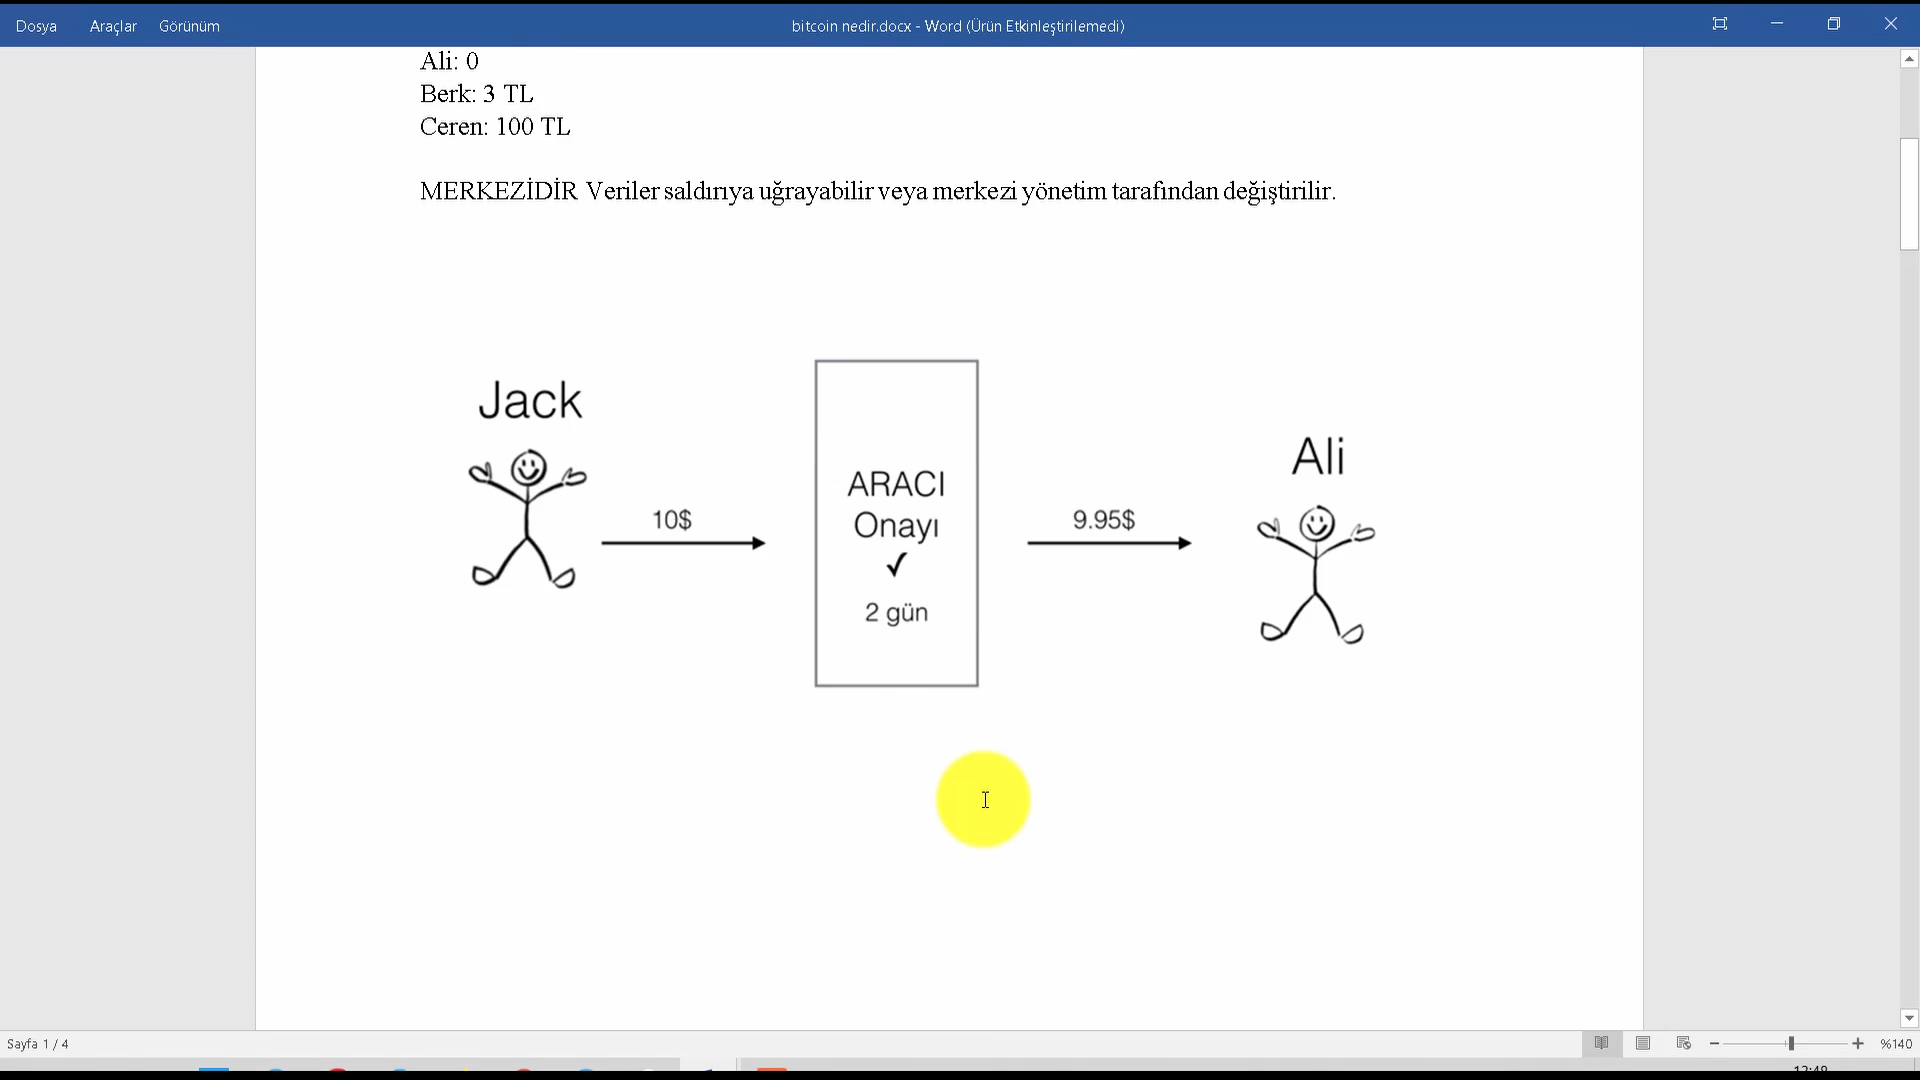 Dosya Araçlar Görünüm bitcoin nedir.docx - Word (Ürün Etkinleştirilemedi)
Ali: 0
Berk: 3 TL
Ceren: 100 TL
MERKEZİDİR Veriler saldırıya uğrayabilir veya merkezi yönetim tarafından değiştirilir.
Jack
10$
ARACI
Onayı
✓
2 gün
9.95$
Ali
Sayfa 1 / 4
%140